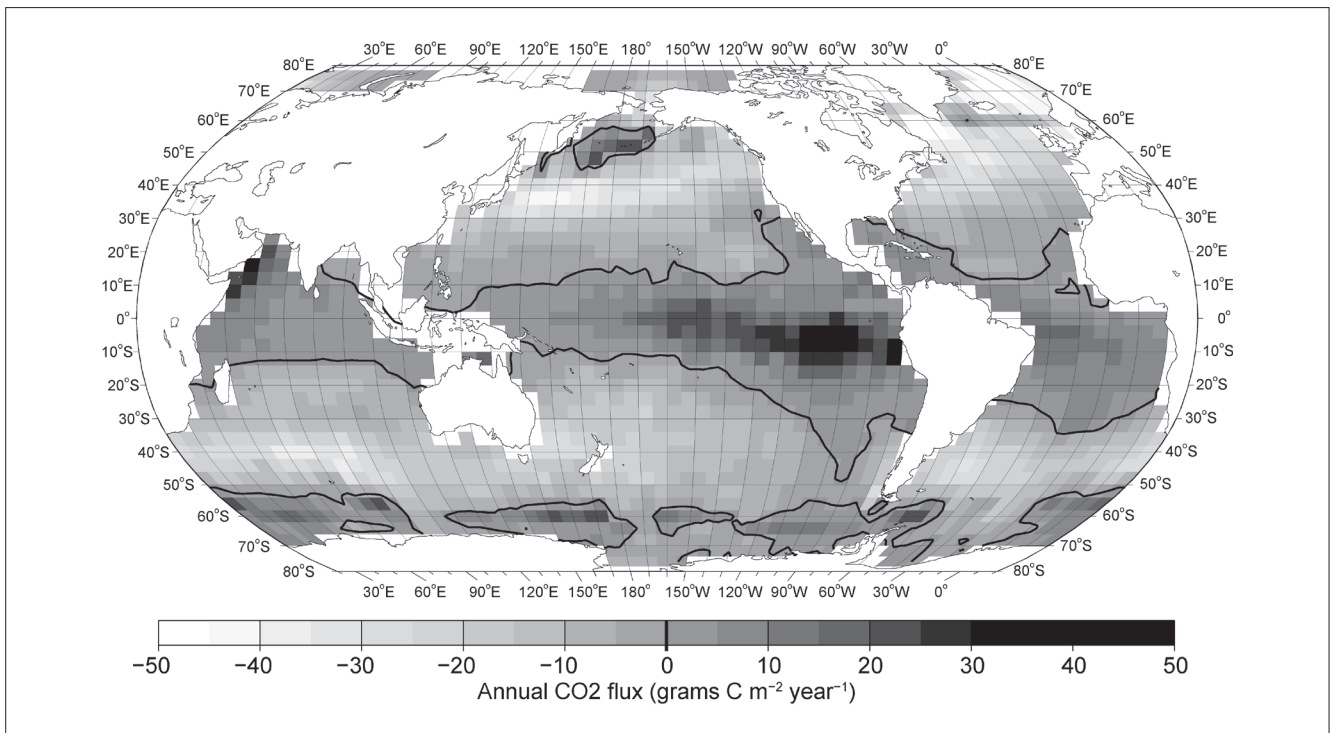 30°E 60°E 90°E 120°E 150°E 180° 150°W 120°W 90°W 60°W 30°W 0°
80°E 80°E
70°E 70°E
60°E 60°E
50°E 50°E
40°E 40°E
30°E 30°E
20°E 20°E
10°E 10°E
0° 0°
10°S 10°S
20°S 20°S
30°S 30°S
40°S 40°S
50°S 50°S
60°S 60°S
70°S 70°S
80°S 80°S
30°E 60°E 90°E 120°E 150°E 180° 150°W 120°W 90°W 60°W 30°W 0°
−50 −40 −30 −20 −10 0 10 20 30 40 50
Annual CO2 flux (grams C m⁻² year⁻¹)